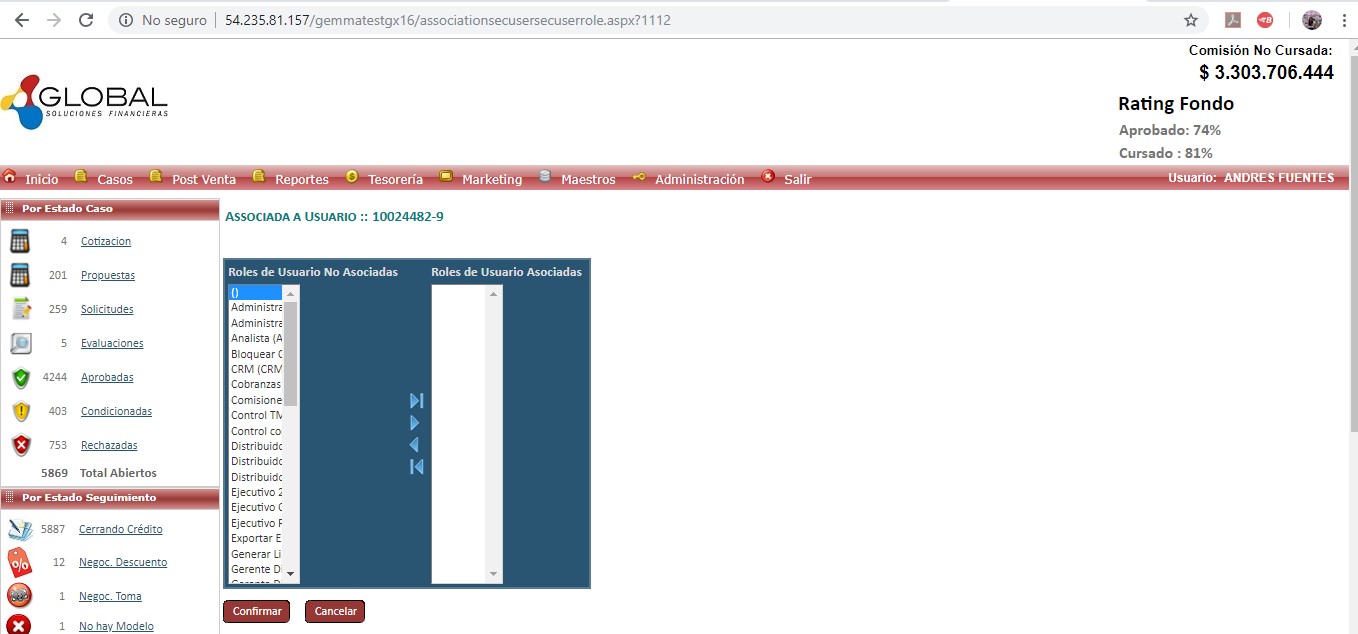 No seguro | 54.235.81.157/gemmatestgx16/associationsecusersecuserrole.aspx?1112
Comisión No Cursada:
$ 3.303.706.444
GLOBAL
SOLUCIONES FINANCIERAS
Rating Fondo
Aprobado: 74%
Cursado : 81%
Inicio Casos Post Venta Reportes Tesorería Marketing Maestros Administración Salir Usuario: ANDRES FUENTES
Por Estado Caso
4 Cotizacion
201 Propuestas
259 Solicitudes
5 Evaluaciones
4244 Aprobadas
403 Condicionadas
753 Rechazadas
5869 Total Abiertos
Por Estado Seguimiento
5887 Cerrando Crédito
12 Negoc. Descuento
1 Negoc. Toma
1 No hay Modelo
ASSOCIADA A USUARIO :: 10024482-9
Roles de Usuario No Asociadas Roles de Usuario Asociadas
()
Administra
Administra
Analista (A
Bloquear C
CRM (CRM
Cobranzas
Comisione
Control TM
Control co
Distribuido
Distribuido
Distribuido
Ejecutivo 2
Ejecutivo C
Ejecutivo F
Exportar E
Generar Li
Gerente D
Confirmar Cancelar